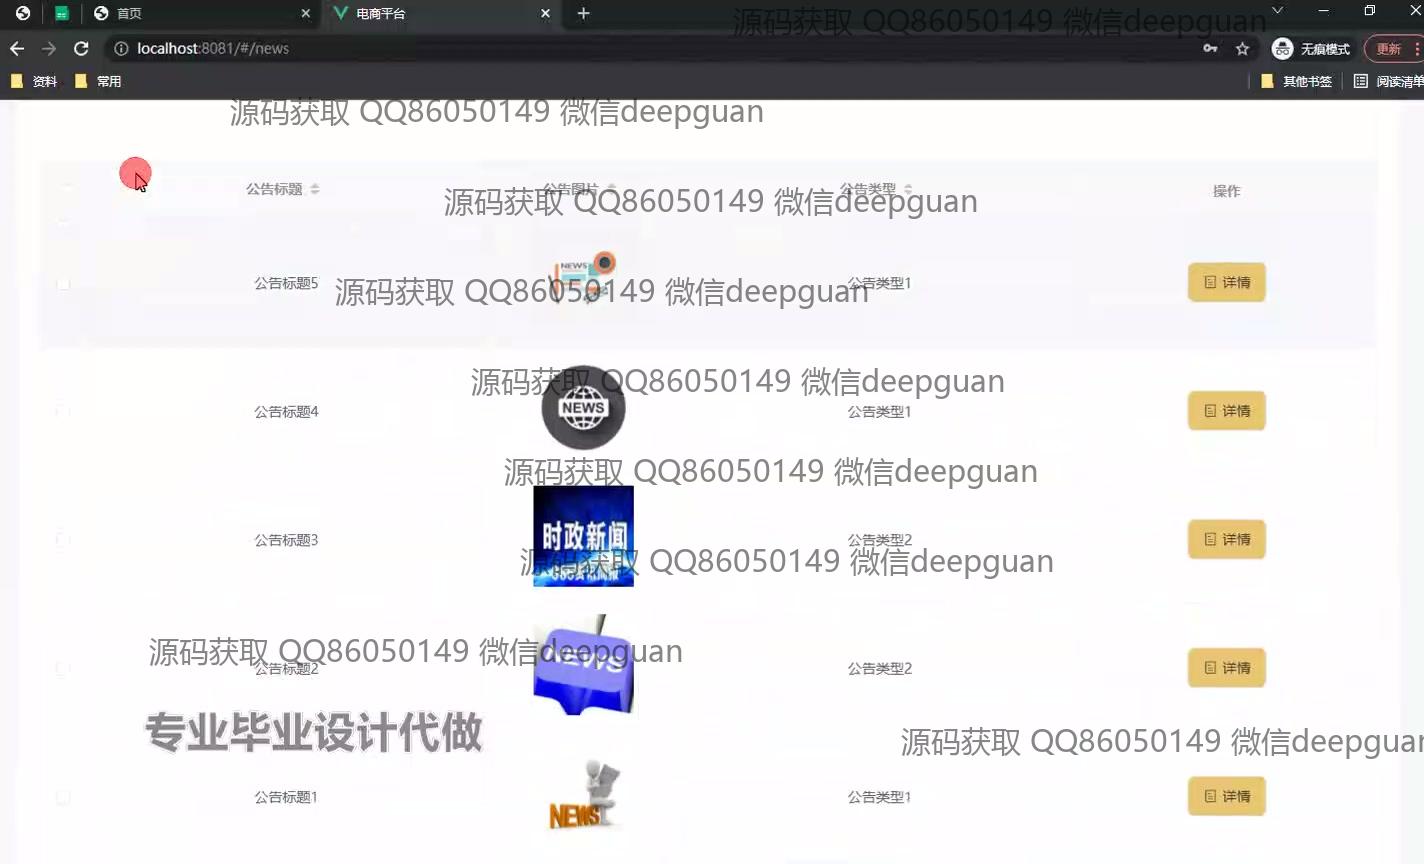 首页
电商平台
源码获取 QQ86050149 微信deepguan
localhost:8081/#/news
无痕模式
更新
资料
常用
其他书签
阅读清单
源码获取 QQ86050149 微信deepguan
公告标题
公告图片
公告类型
操作
源码获取 QQ86050149 微信deepguan
公告标题5
NEWS
公告类型1
详情
源码获取 QQ86050149 微信deepguan
源码获取 QQ86050149 微信deepguan
公告标题4
NEWS
公告类型1
详情
源码获取 QQ86050149 微信deepguan
公告标题3
时政新闻
公告类型2
详情
源码获取 QQ86050149 微信deepguan
源码获取 QQ86050149 微信deepguan
公告标题2
NEWS
公告类型2
详情
专业毕业设计代做
源码获取 QQ86050149 微信deepguan
公告标题1
NEWS
公告类型1
详情